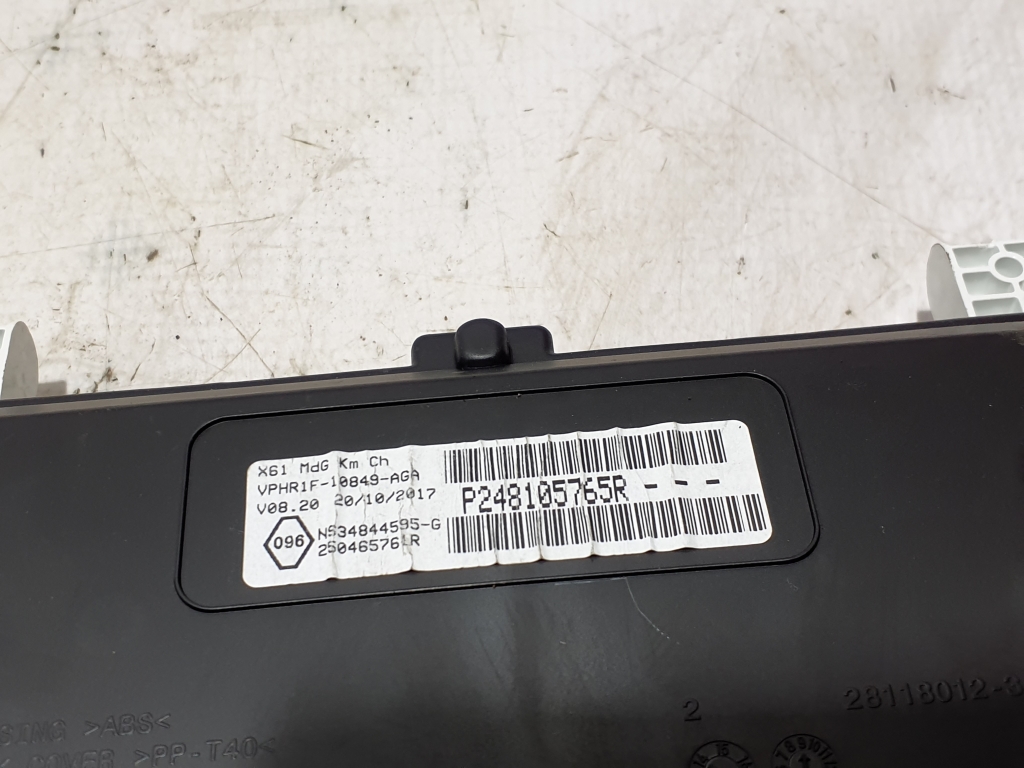 X61 MdG Km Ch
VPHR1F-10849-AGA
V08.20 20/10/2017
096
NS34844595-G
P248105765R - - -
2
28118012-3
>ABS<
>PP-T40<
15